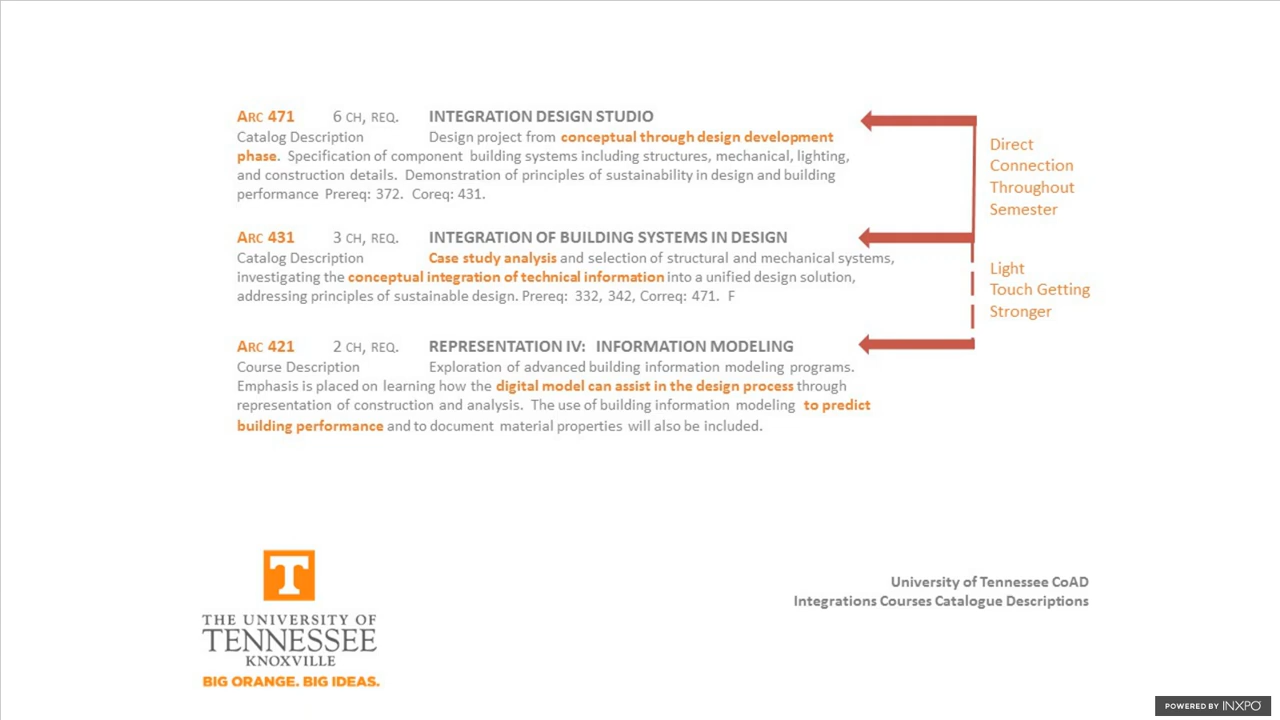 ARC 471 6 CH, REQ. INTEGRATION DESIGN STUDIO
Catalog Description Design project from conceptual through design development
phase. Specification of component building systems including structures, mechanical, lighting,
and construction details. Demonstration of principles of sustainability in design and building
performance Prereq: 372. Coreq: 431.
Direct
Connection
Throughout
Semester
ARC 431 3 CH, REQ. INTEGRATION OF BUILDING SYSTEMS IN DESIGN
Catalog Description Case study analysis and selection of structural and mechanical systems,
investigating the conceptual integration of technical information into a unified design solution,
addressing principles of sustainable design. Prereq: 332, 342, Correq: 471. F
Light
Touch Getting
Stronger
ARC 421 2 CH, REQ. REPRESENTATION IV: INFORMATION MODELING
Course Description Exploration of advanced building information modeling programs.
Emphasis is placed on learning how the digital model can assist in the design process through
representation of construction and analysis. The use of building information modeling to predict
building performance and to document material properties will also be included.
T
THE UNIVERSITY OF
TENNESSEE
KNOXVILLE
BIG ORANGE. BIG IDEAS.
University of Tennessee CoAD
Integrations Courses Catalogue Descriptions
POWERED BY INXPO